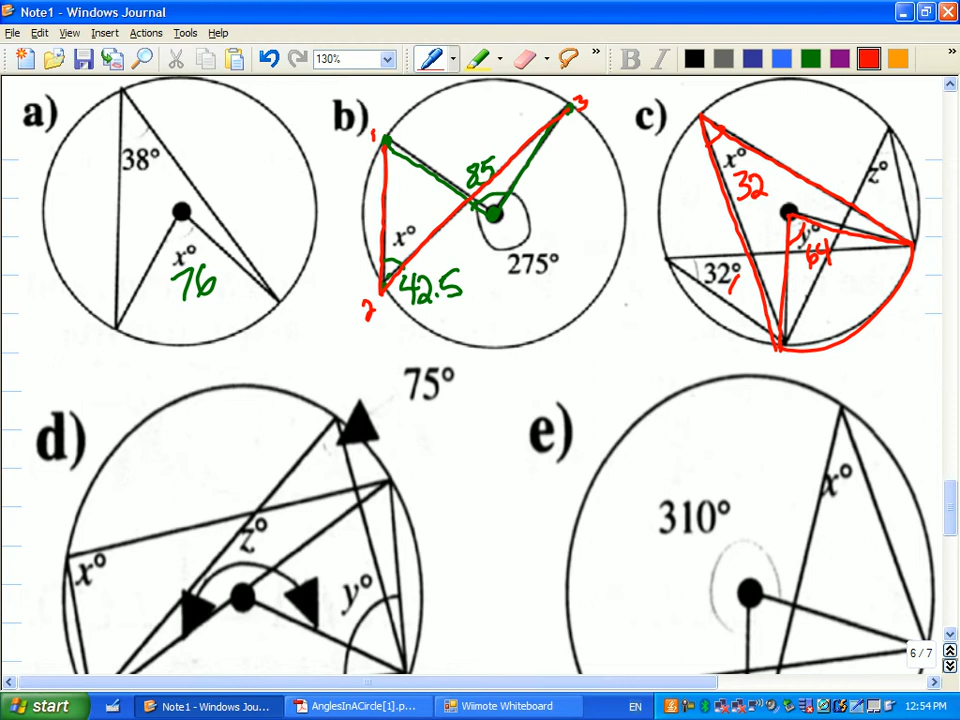 Note1 - Windows Journal
File Edit View Insert Actions Tools Help
130%
B I
a)
38°
x°
76
b)
1
3
85
x°
275°
42.5
2
c)
x°
32
z°
y°
64
32°
75°
d)
z°
x°
y°
e)
x°
310°
6 / 7
start
Note1 - Windows Jou...
AnglesInACircle[1].p...
Wiimote Whiteboard
EN
12:54 PM